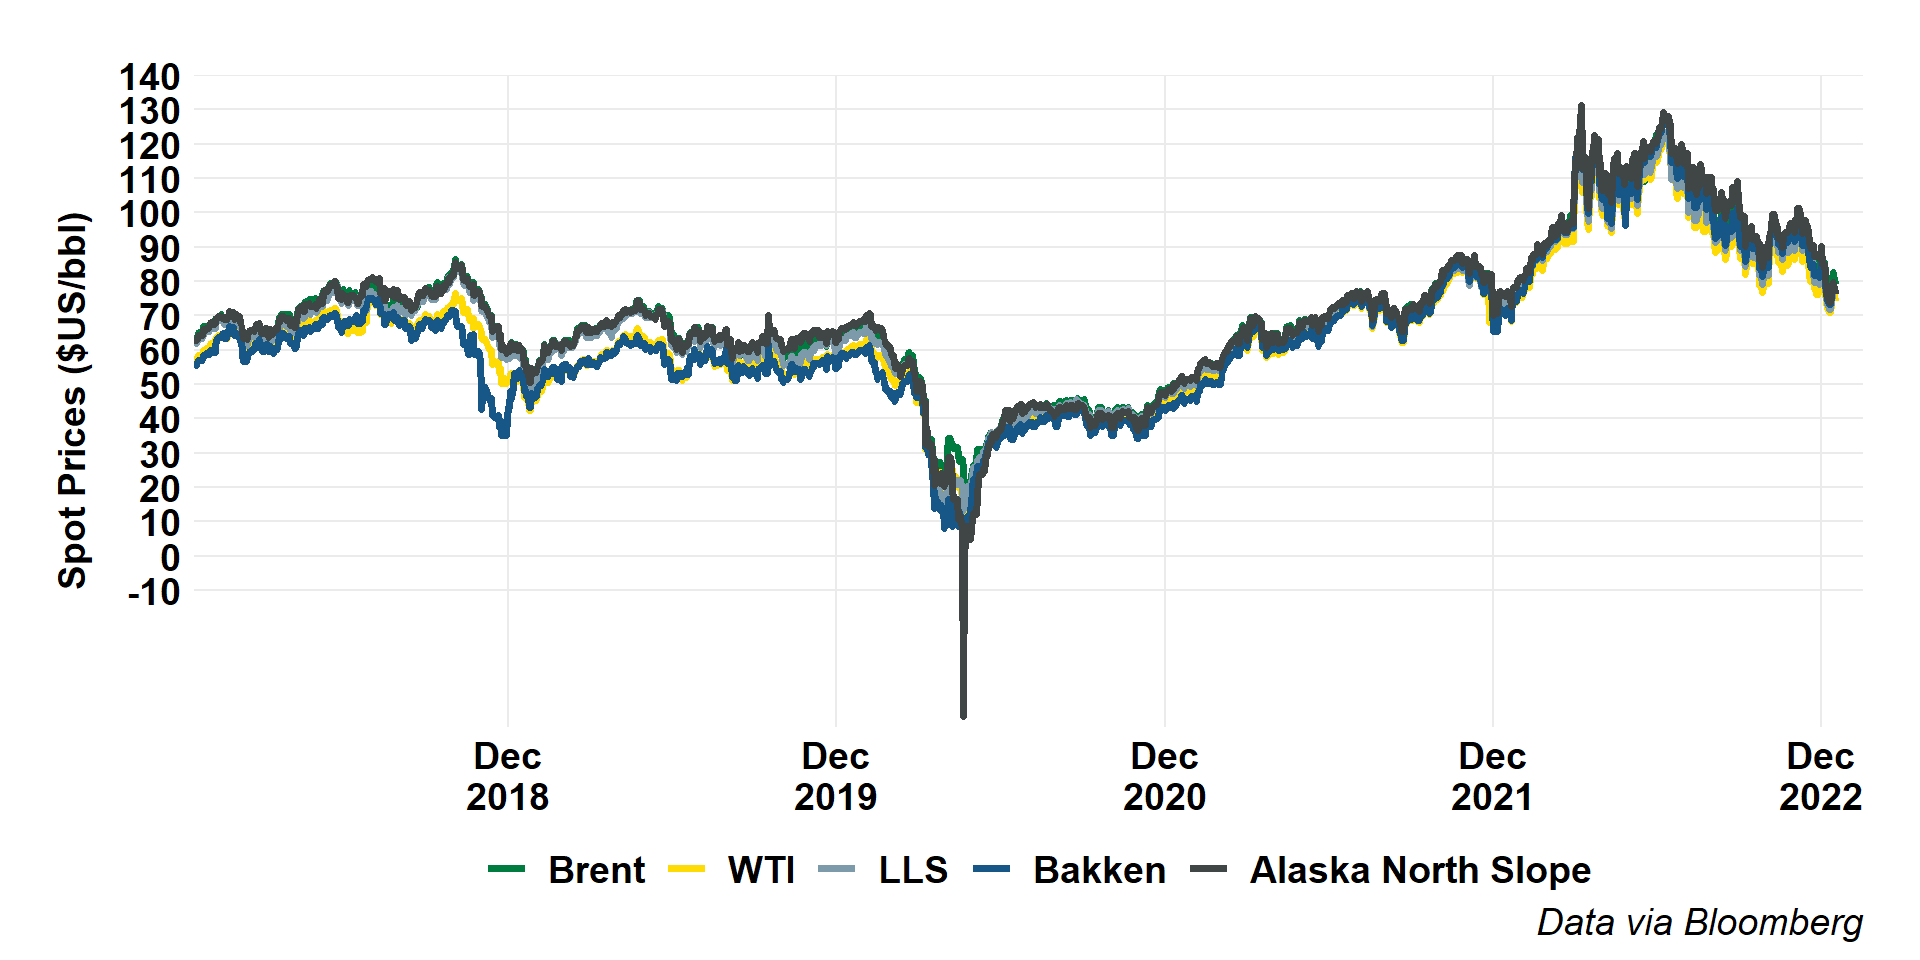 140
130
120
110
100
90
80
70
60
50
40
30
20
10
0
-10
Spot Prices ($US/bbl)
Dec
2018
Dec
2019
Dec
2020
Dec
2021
Dec
2022
Brent
WTI
LLS
Bakken
Alaska North Slope
Data via Bloomberg